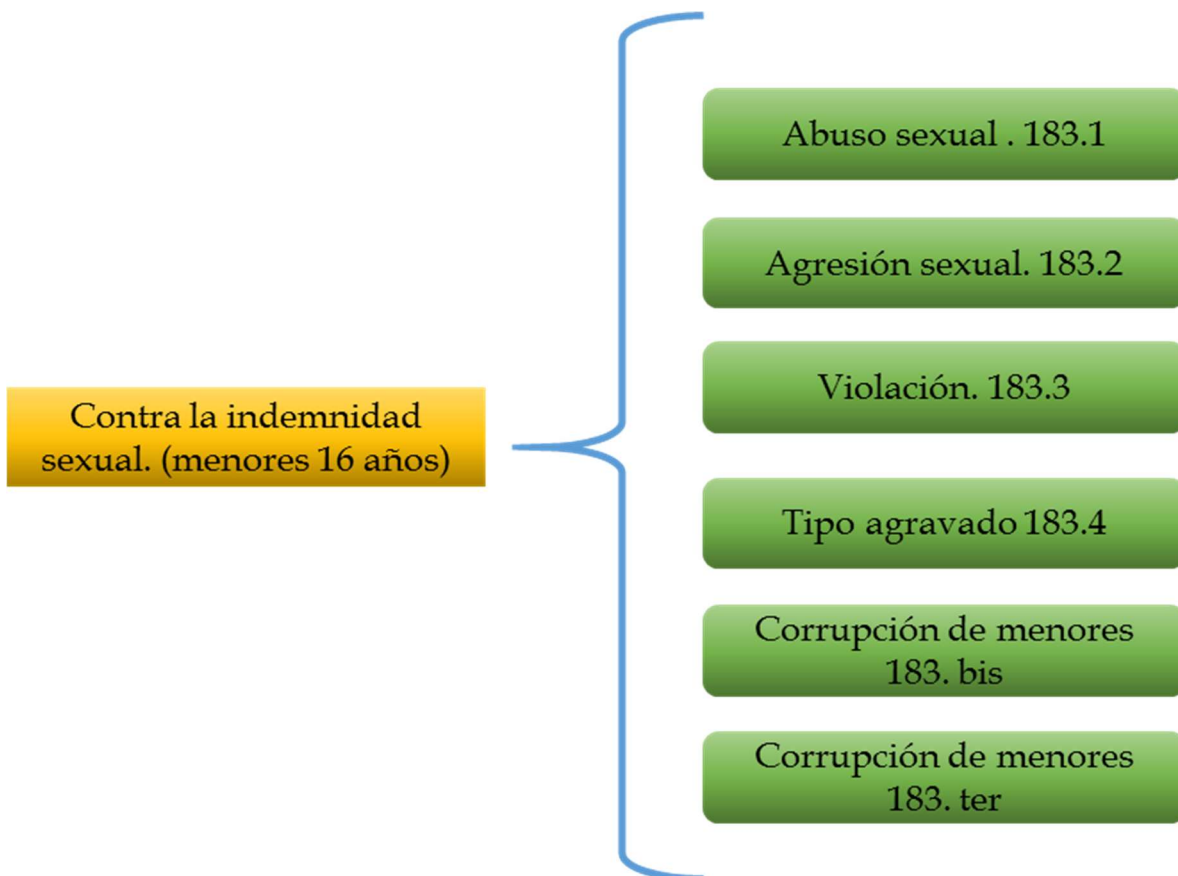 Abuso sexual . 183.1
Agresión sexual. 183.2
Violación. 183.3
Contra la indemnidad
sexual. (menores 16 años)
Tipo agravado 183.4
Corrupción de menores
183. bis
Corrupción de menores
183. ter